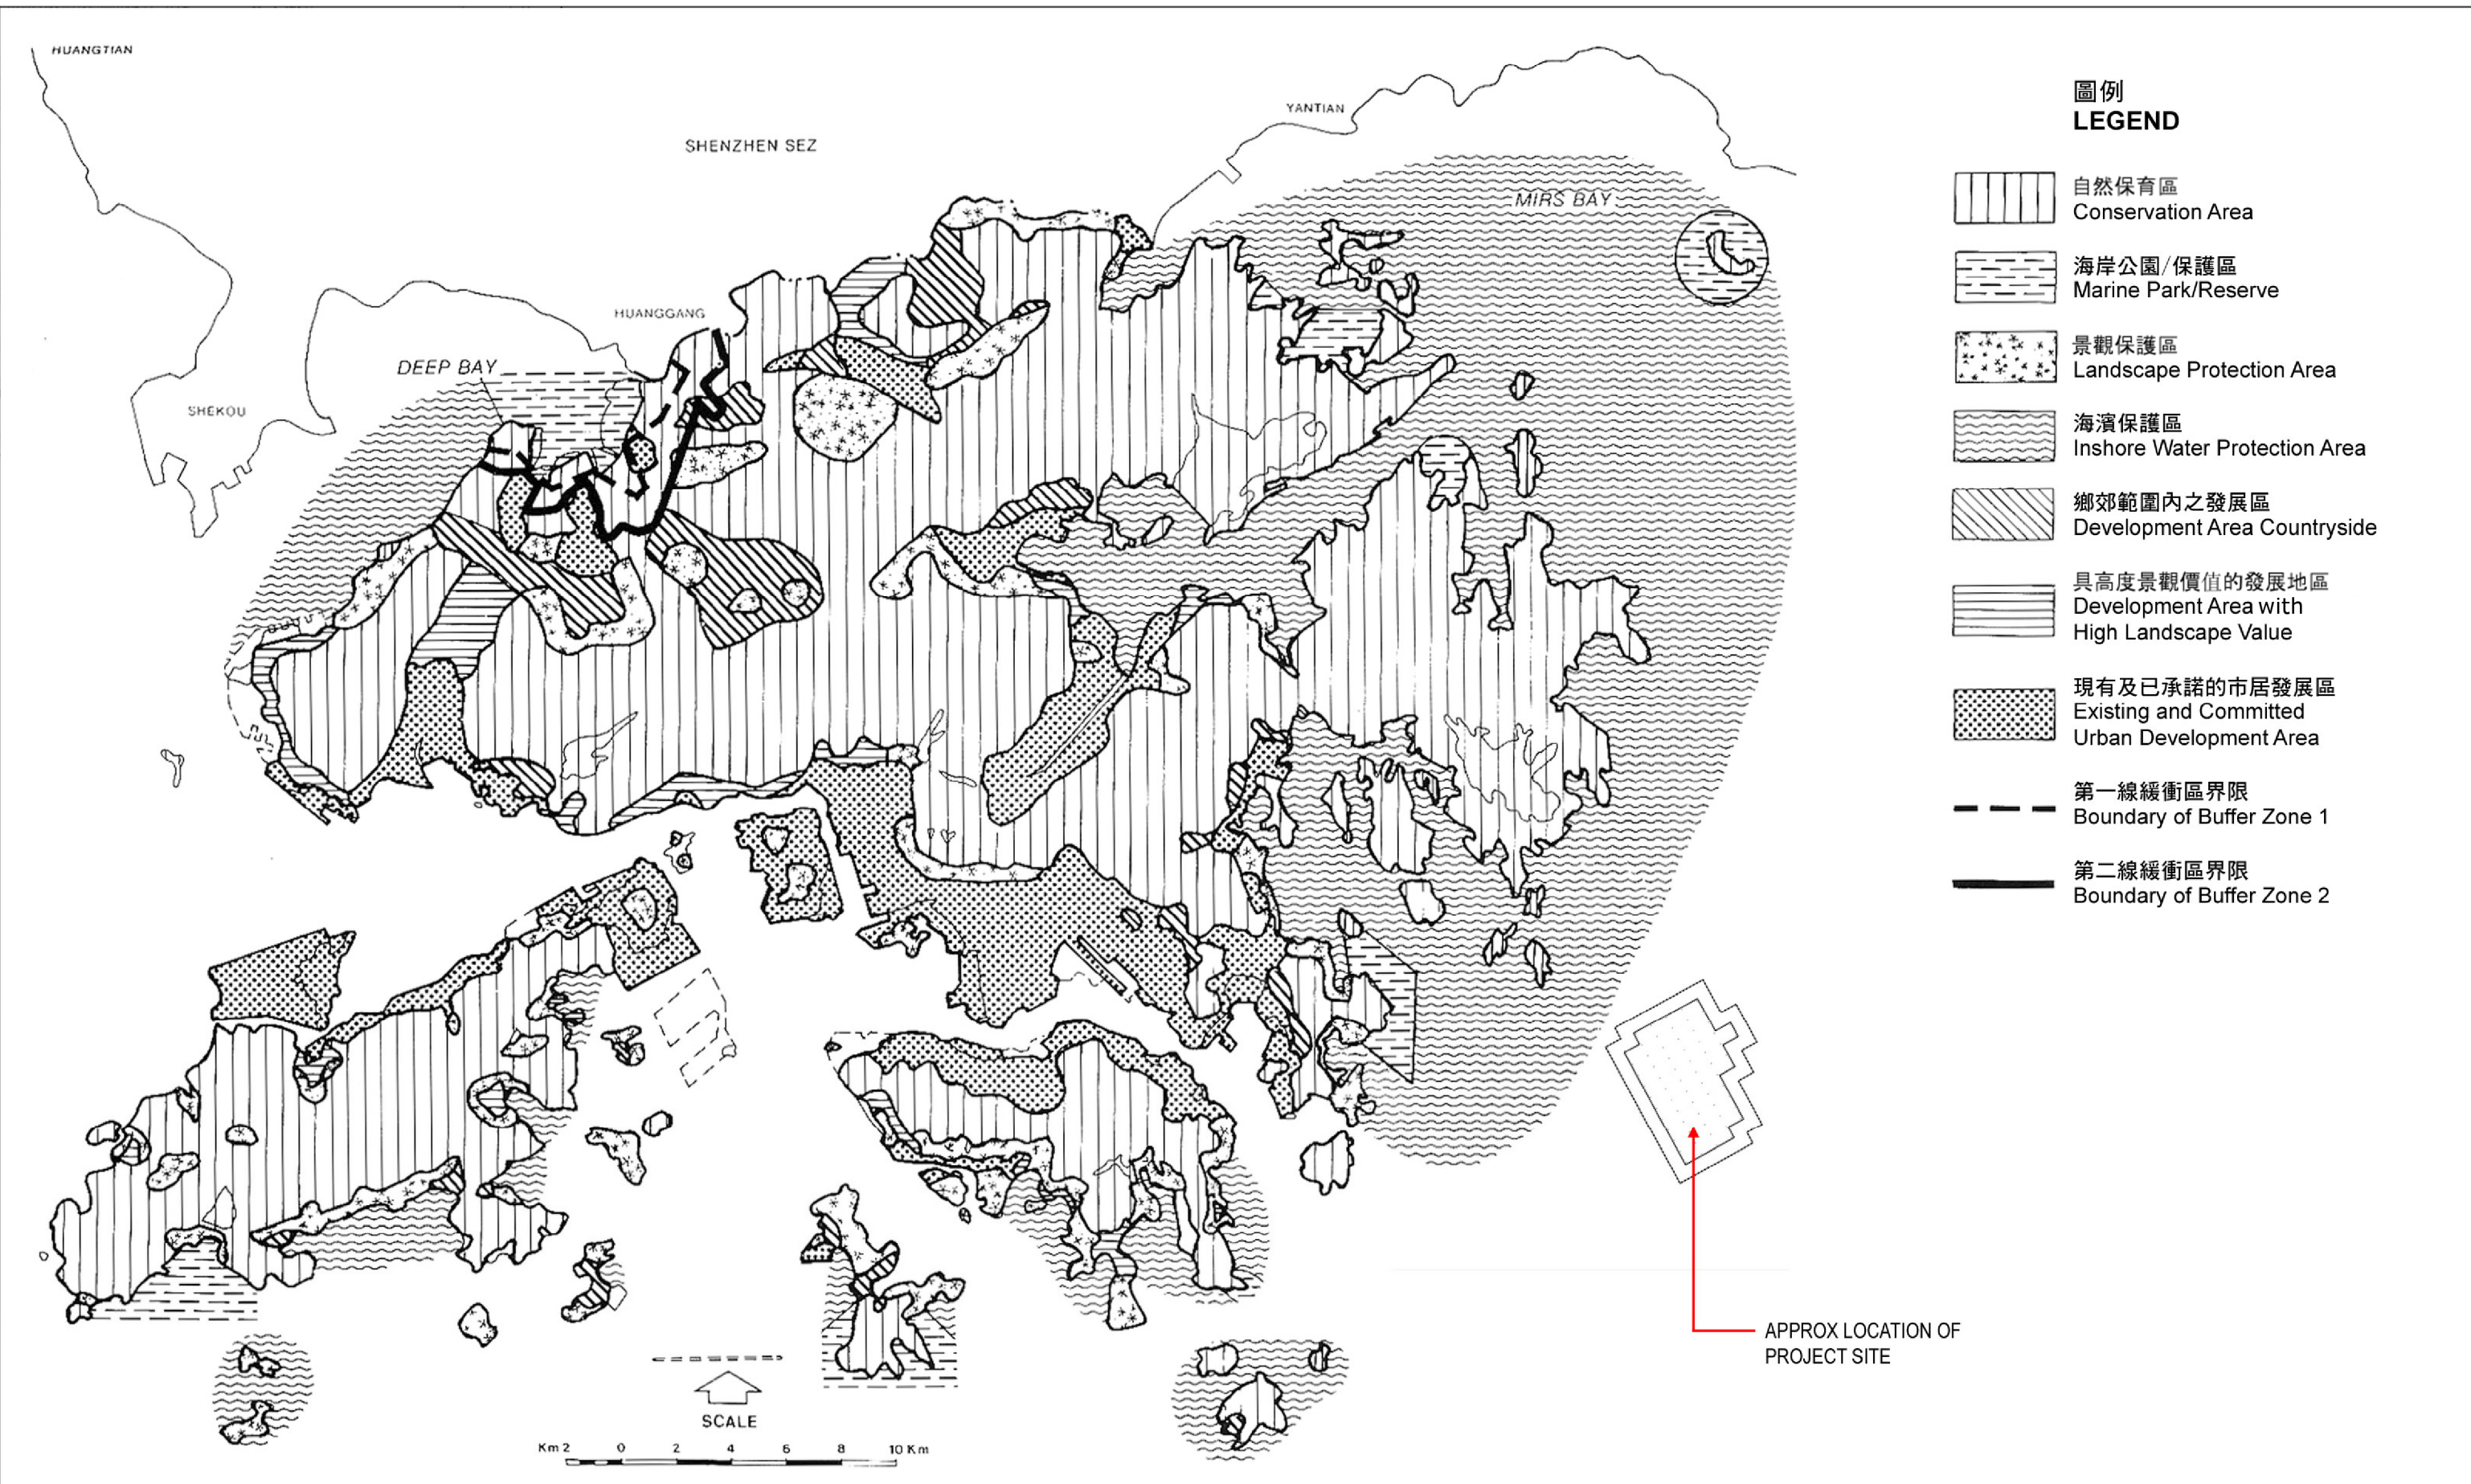 HUANGTIAN
YANTIAN
SHENZHEN SEZ
MIRS BAY
HUANGGANG
DEEP BAY
SHEKOU
圖例
LEGEND
自然保育區
Conservation Area
海岸公園/保護區
Marine Park/Reserve
景觀保護區
Landscape Protection Area
海濱保護區
Inshore Water Protection Area
鄉郊範圍內之發展區
Development Area Countryside
具高度景觀價值的發展地區
Development Area with
High Landscape Value
現有及已承諾的市居發展區
Existing and Committed
Urban Development Area
第一線緩衝區界限
Boundary of Buffer Zone 1
第二線緩衝區界限
Boundary of Buffer Zone 2
APPROX LOCATION OF
PROJECT SITE
SCALE
Km 2 0 2 4 6 8 10 Km